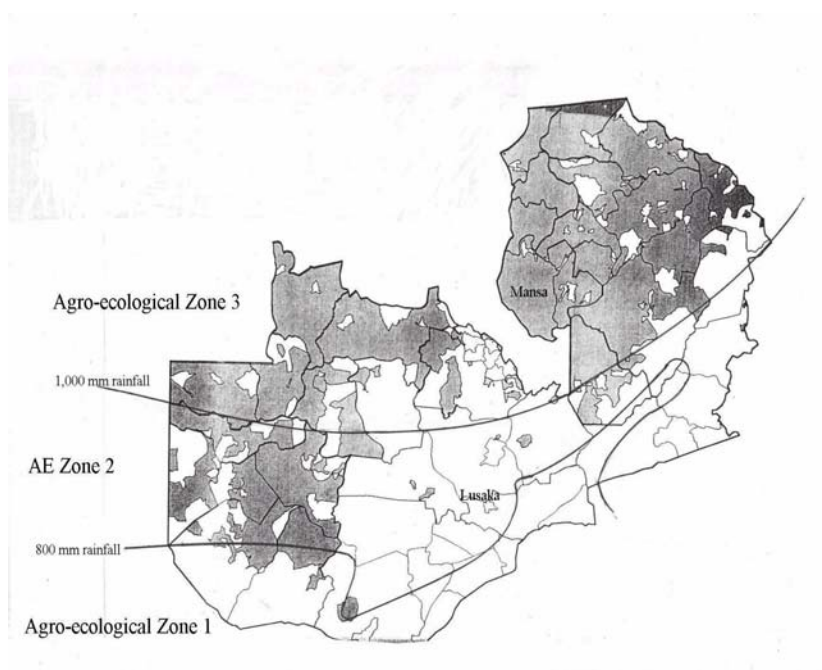 Mansa
Agro-ecological Zone 3
1,000 mm rainfall
AE Zone 2
Lusaka
800 mm rainfall
Agro-ecological Zone 1